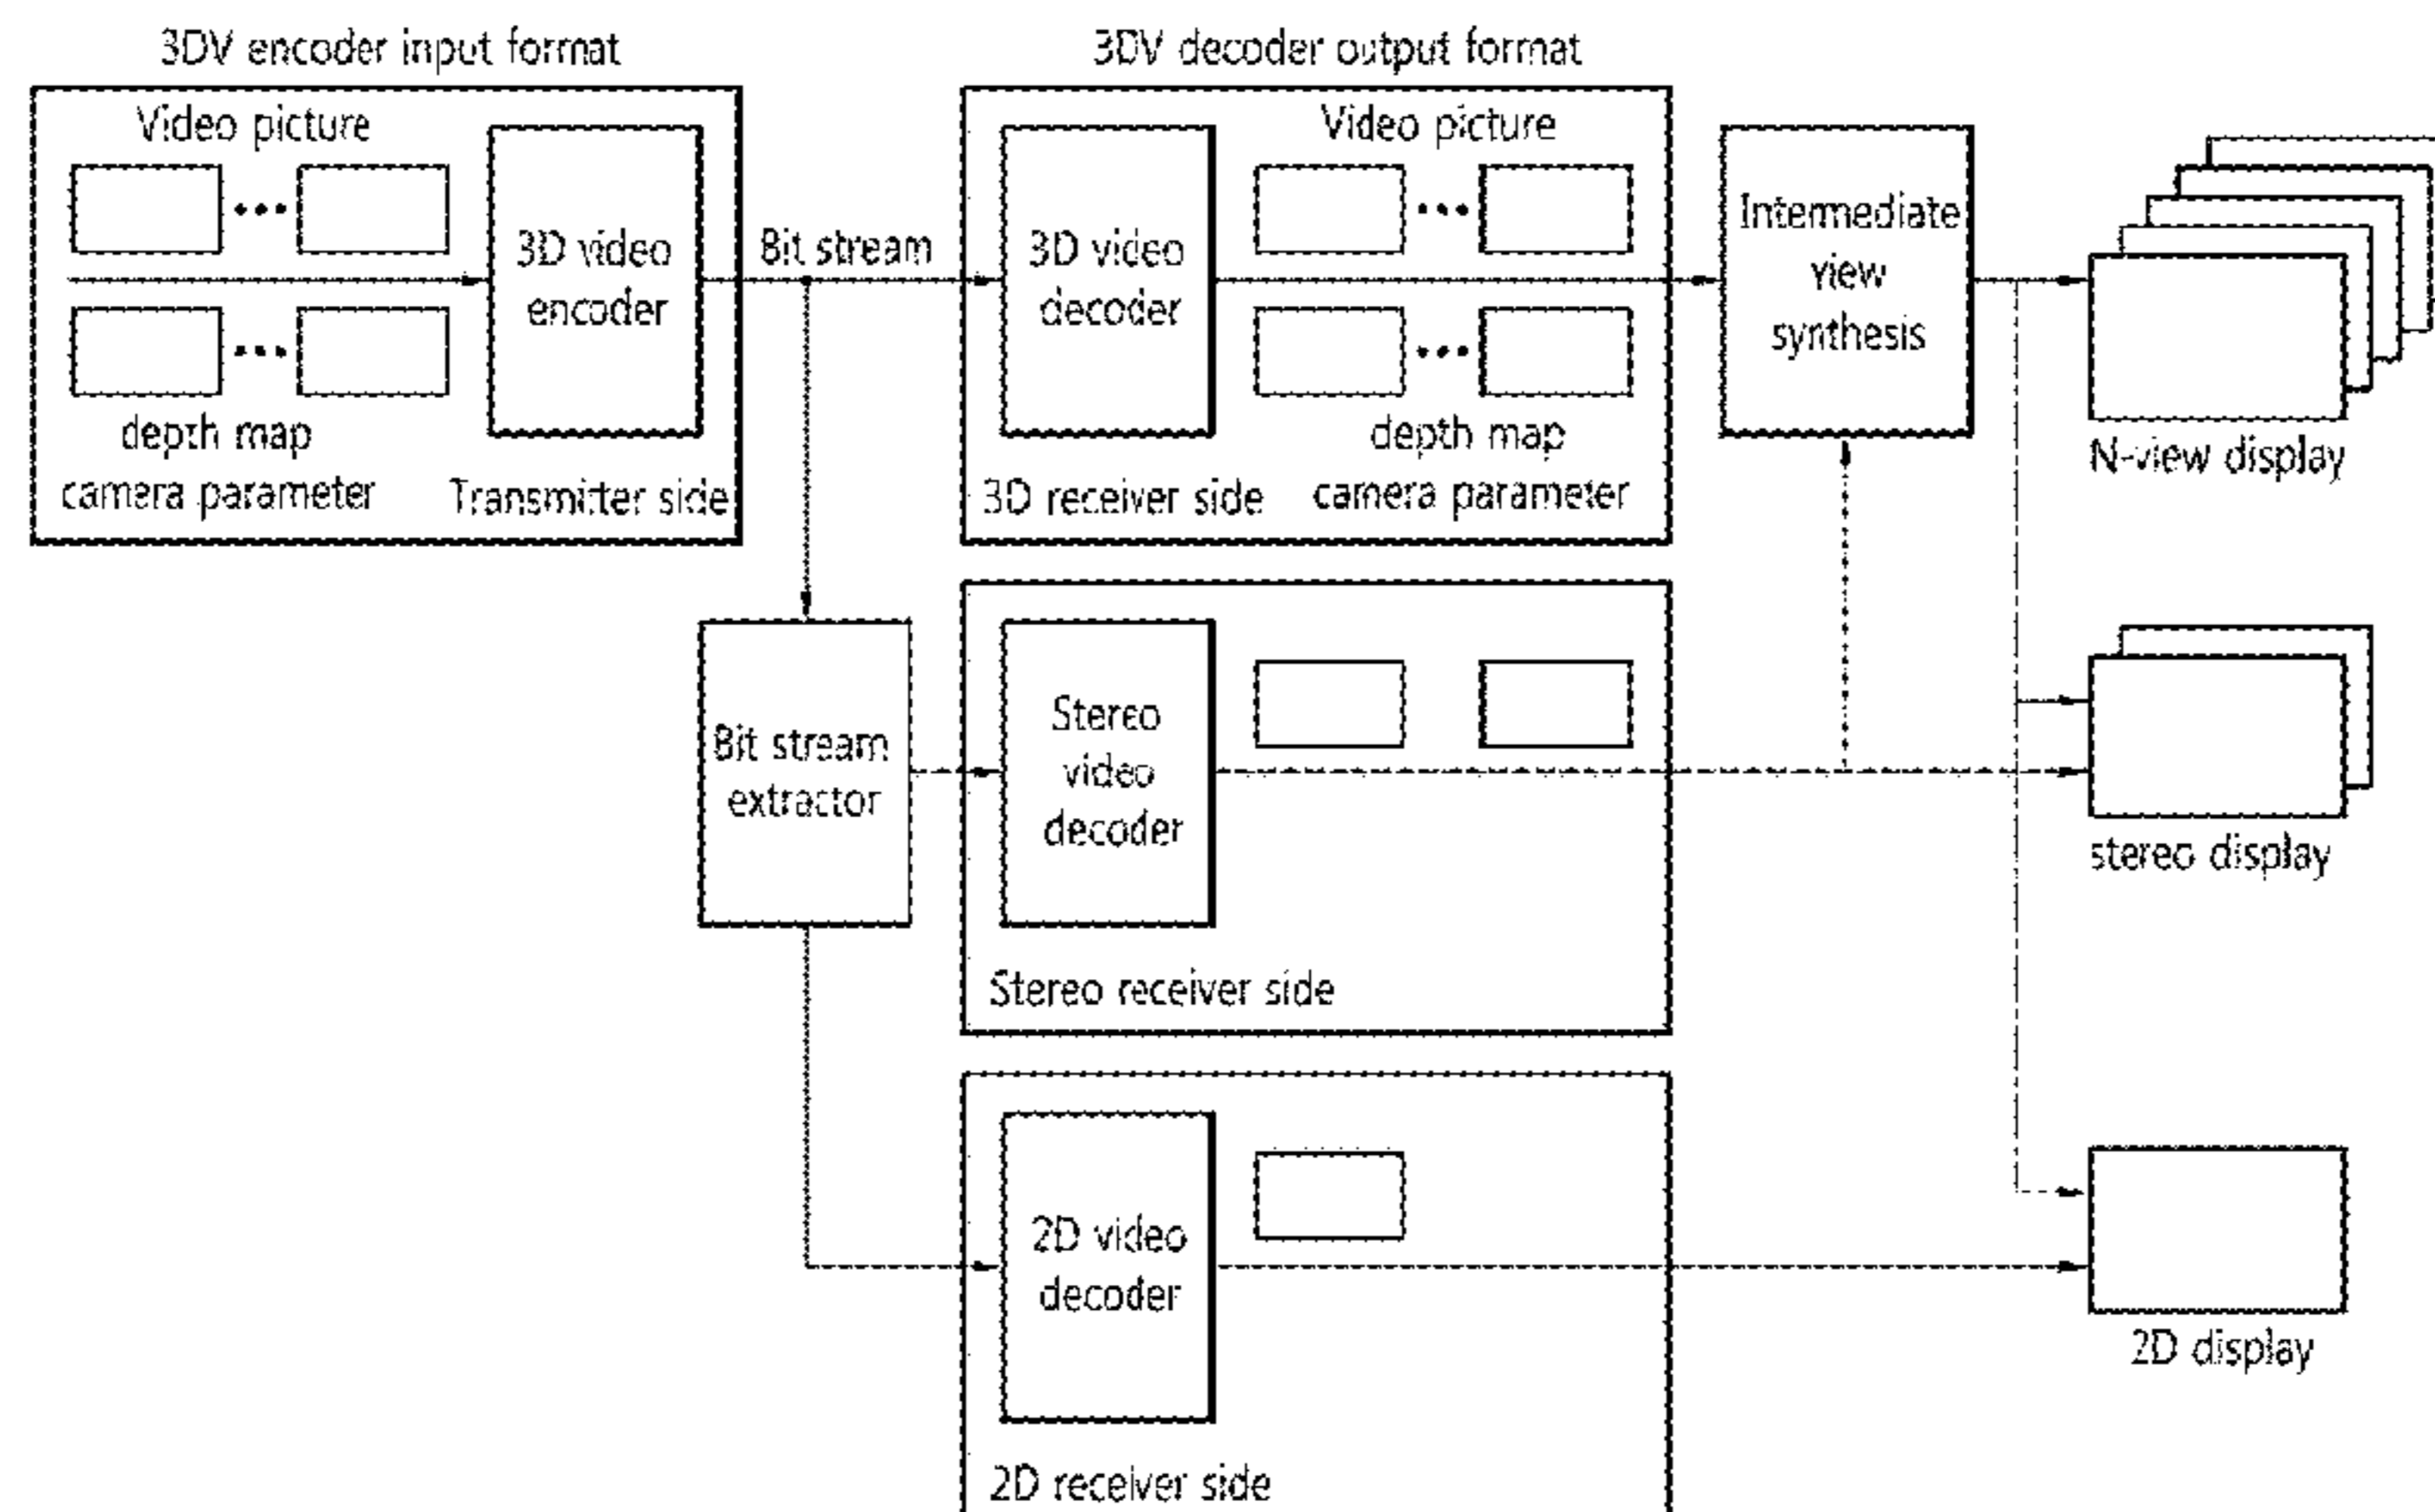 3DV encoder input format
Video picture
3D video
encoder
depth map
camera parameter
Transmitter side
Bit stream
3DV decoder output format
3D video
decoder
Video picture
depth map
camera parameter
3D receiver side
Intermediate
view
synthesis
N-view display
Bit stream
extractor
Stereo
video
decoder
Stereo receiver side
stereo display
2D video
decoder
2D receiver side
2D display